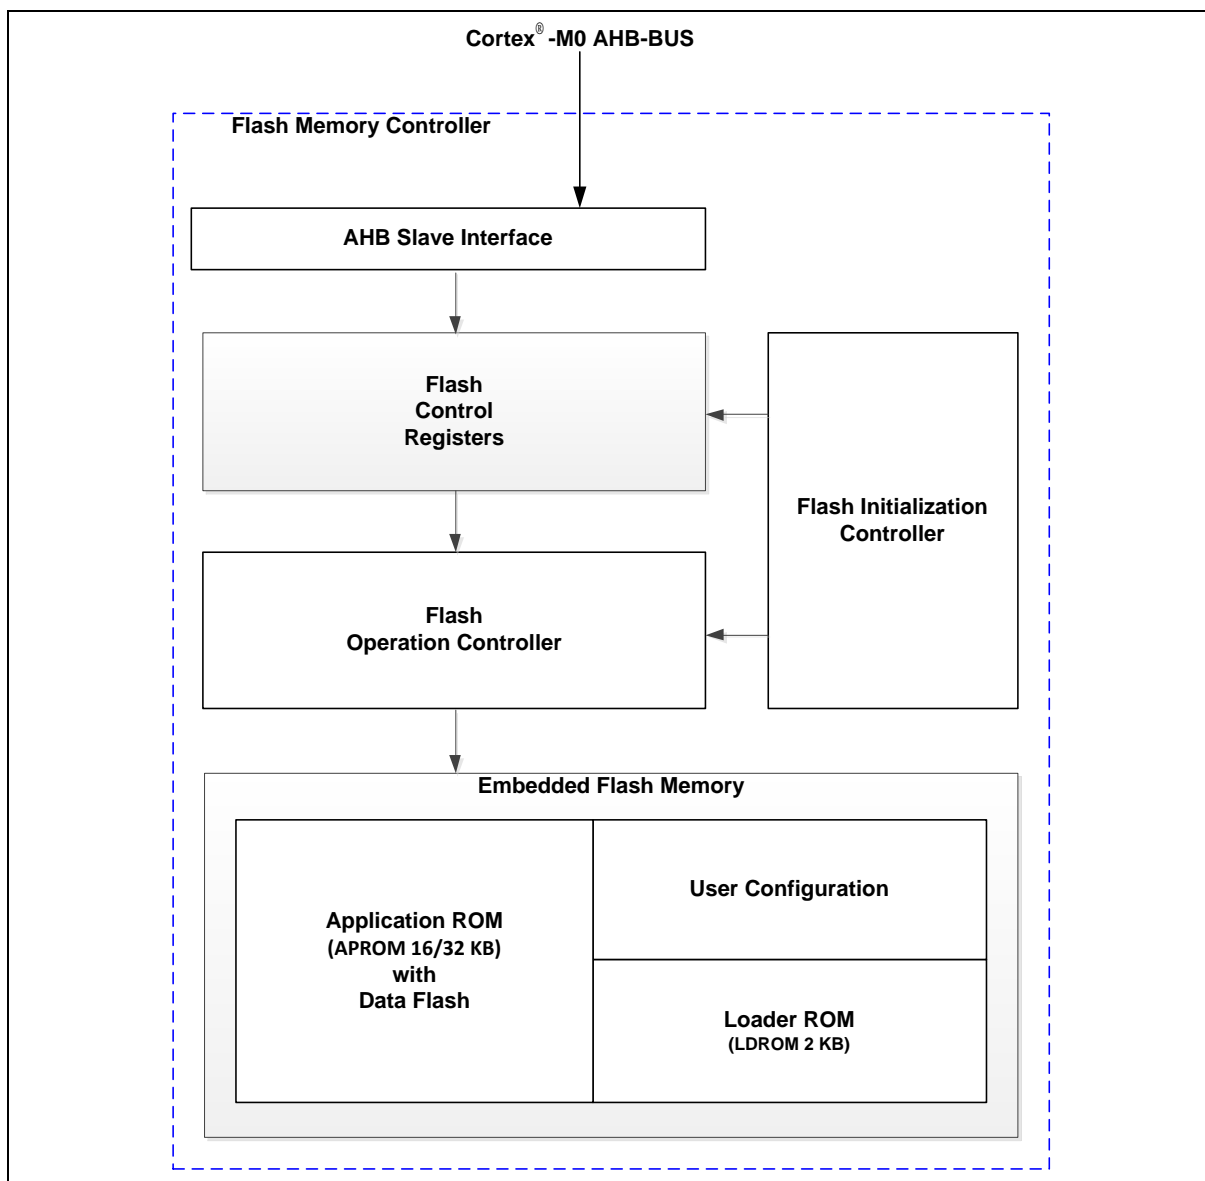 Cortex® -M0 AHB-BUS
Flash Memory Controller
AHB Slave Interface
Flash
Control
Registers
Flash Initialization
Controller
Flash
Operation Controller
Embedded Flash Memory
Application ROM
(APROM 16/32 KB)
with
Data Flash
User Configuration
Loader ROM
(LDROM 2 KB)